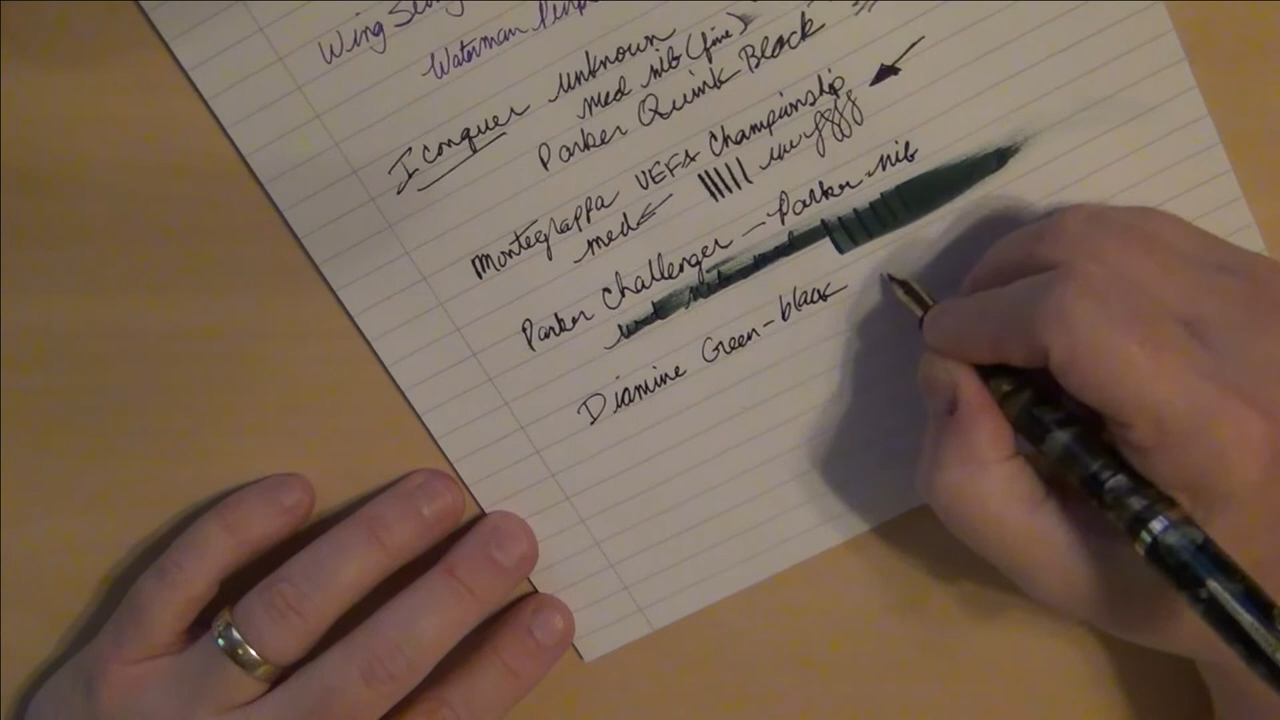 Wing Sung
Waterman
I conquer unknown
med nib (fine)
Parker Quink Black
Montegrappa UEFA Championship
med
Parker Challenger - Parker nib
Diamine Green-black